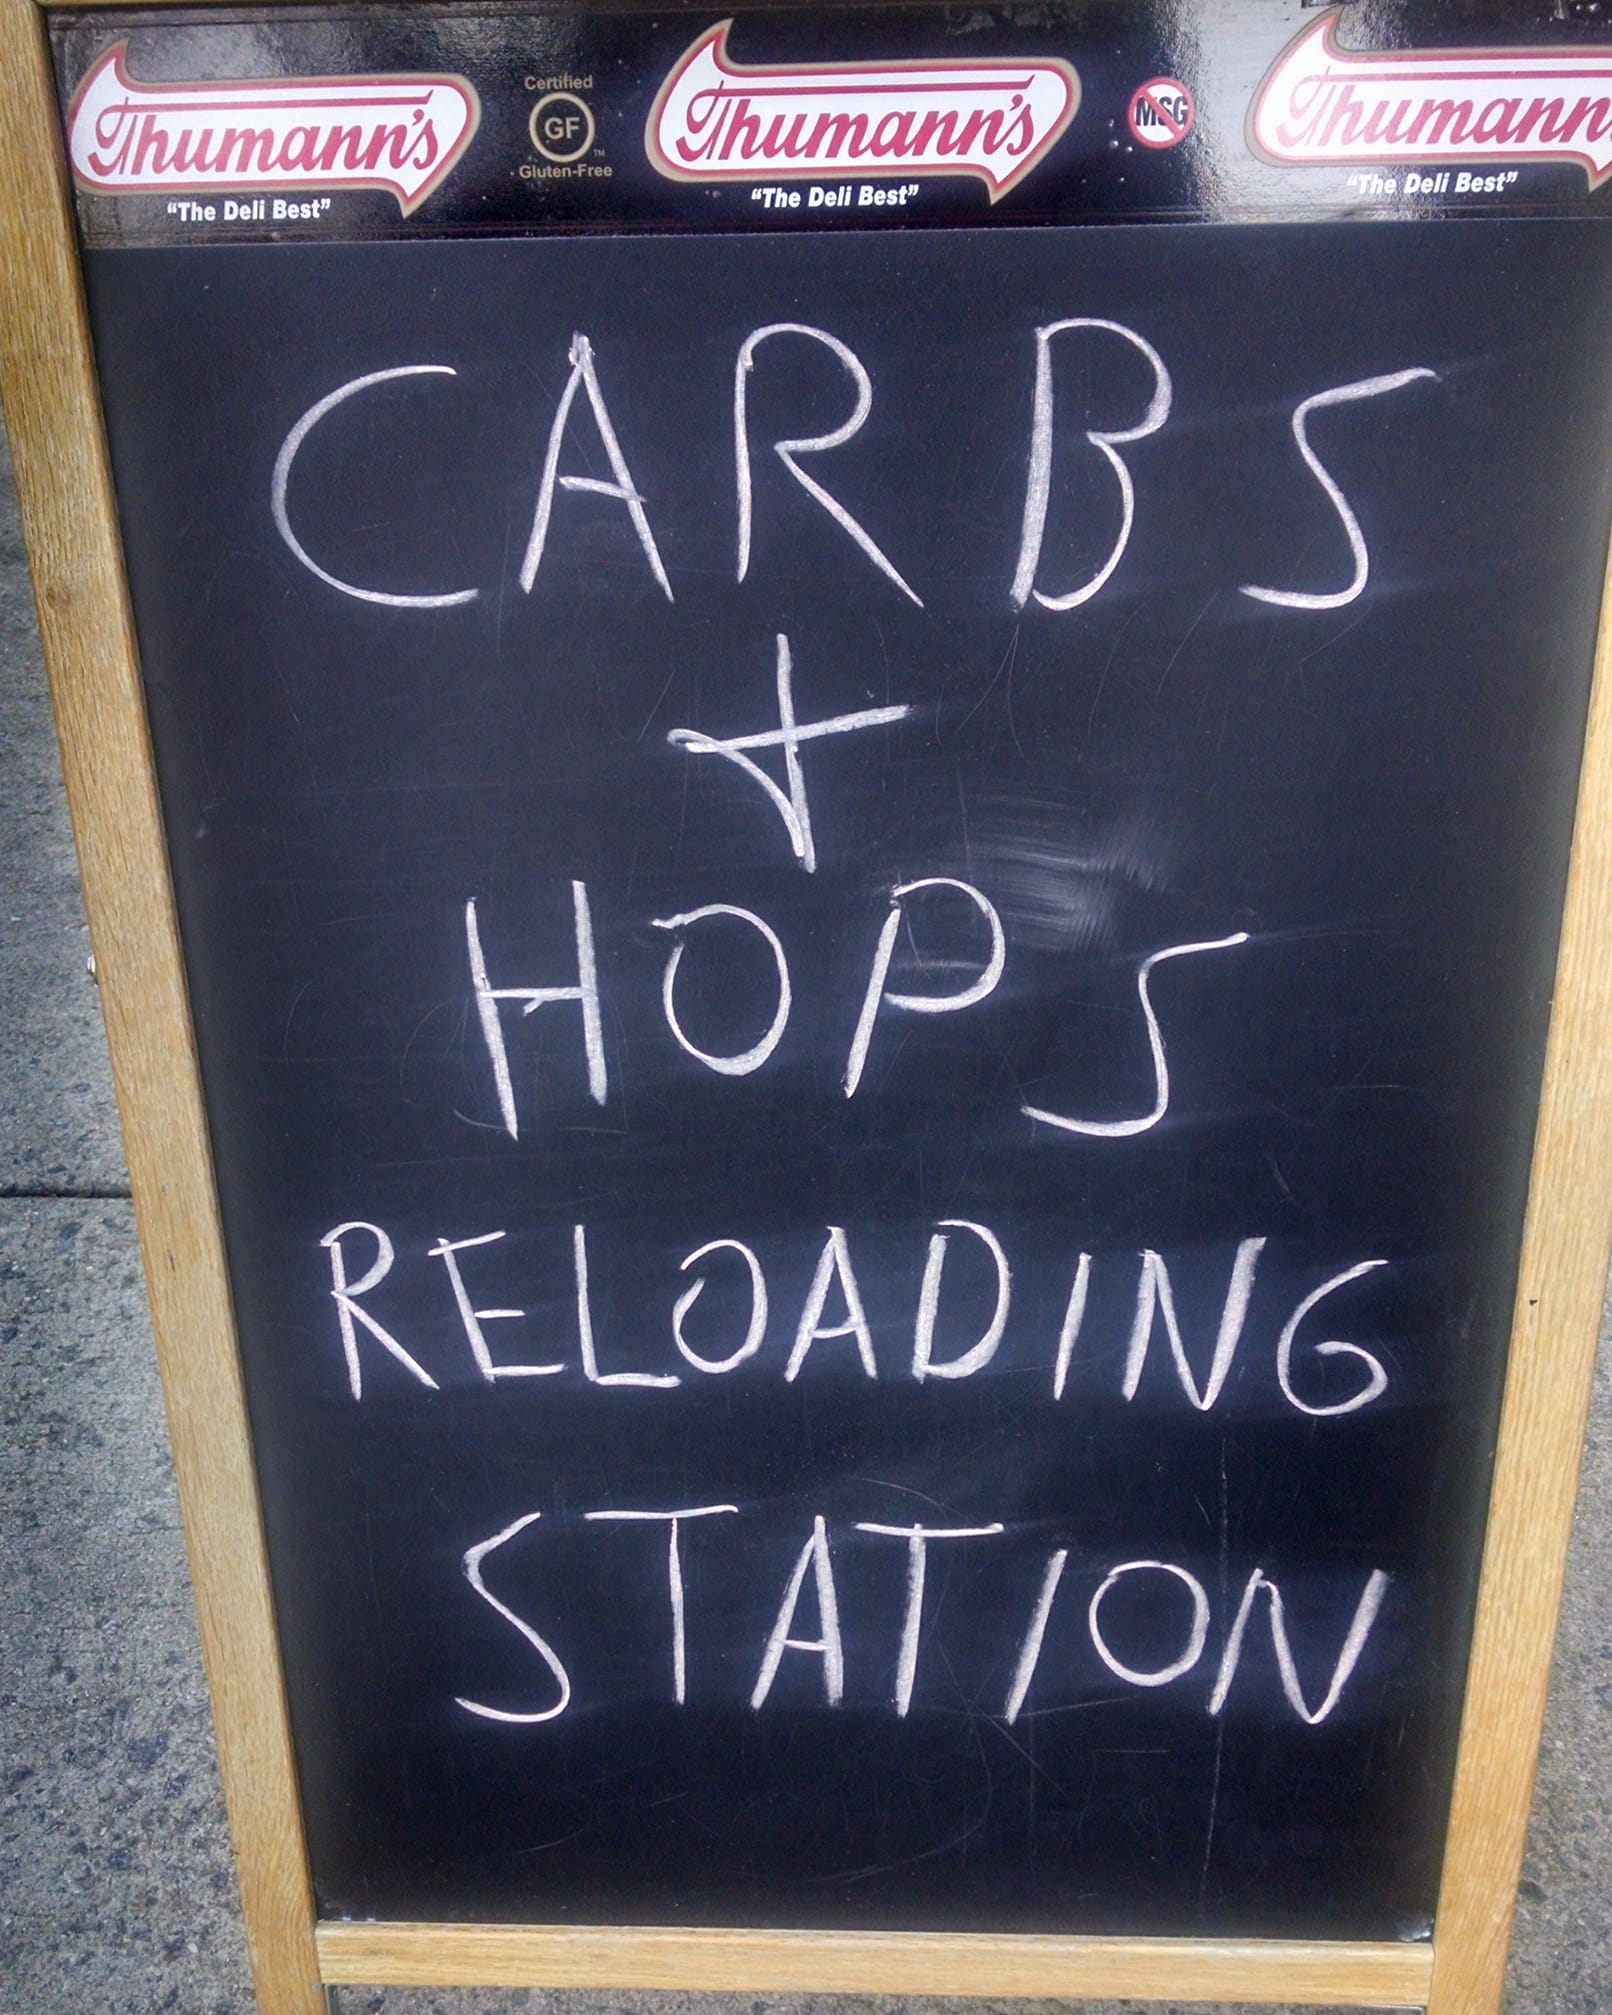 Thumann's
"The Deli Best"
Certified
GF
TM
Gluten-Free
Thumann's
"The Deli Best"
MSG
Thumann's
"The Deli Best"
CARBS
+
HOPS
RELOADING
STATION